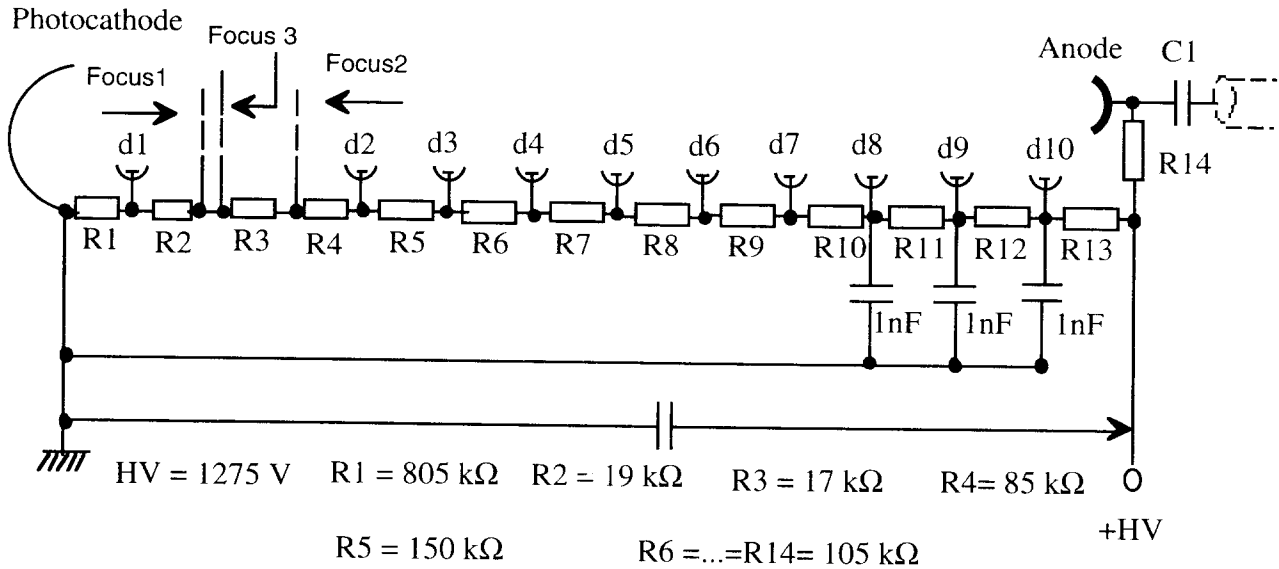 Photocathode
Focus 3
Anode
C1
Focus1
Focus2
d1
d2
d3
d4
d5
d6
d7
d8
d9
d10
R14
R1
R2
R3
R4
R5
R6
R7
R8
R9
R10
R11
R12
R13
1nF
1nF
1nF
HV = 1275 V
R1 = 805 kΩ
R2 = 19 kΩ
R3 = 17 kΩ
R4= 85 kΩ
+HV
R5 = 150 kΩ
R6 =...=R14= 105 kΩ